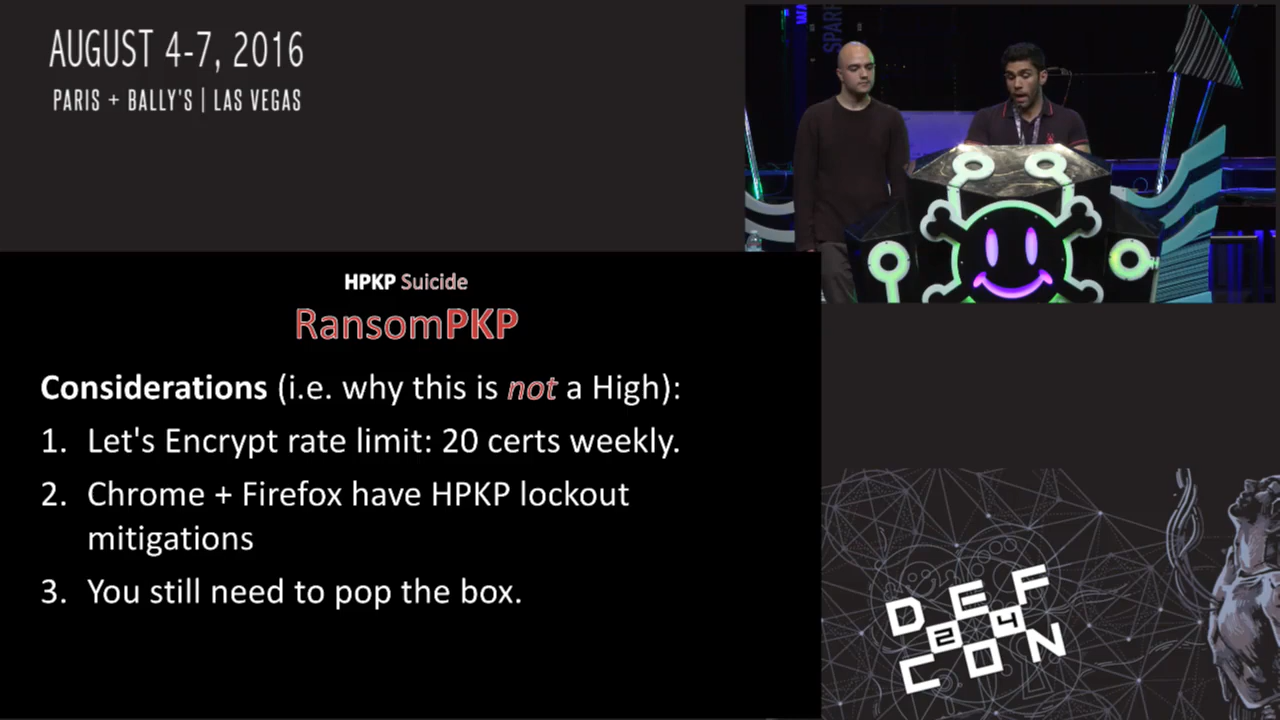 AUGUST 4-7, 2016
PARIS + BALLY'S | LAS VEGAS
SPARK
HPKP Suicide
RansomPKP
Considerations (i.e. why this is not a High):
1. Let's Encrypt rate limit: 20 certs weekly.
2. Chrome + Firefox have HPKP lockout
mitigations
3. You still need to pop the box.
DEF
24
CON